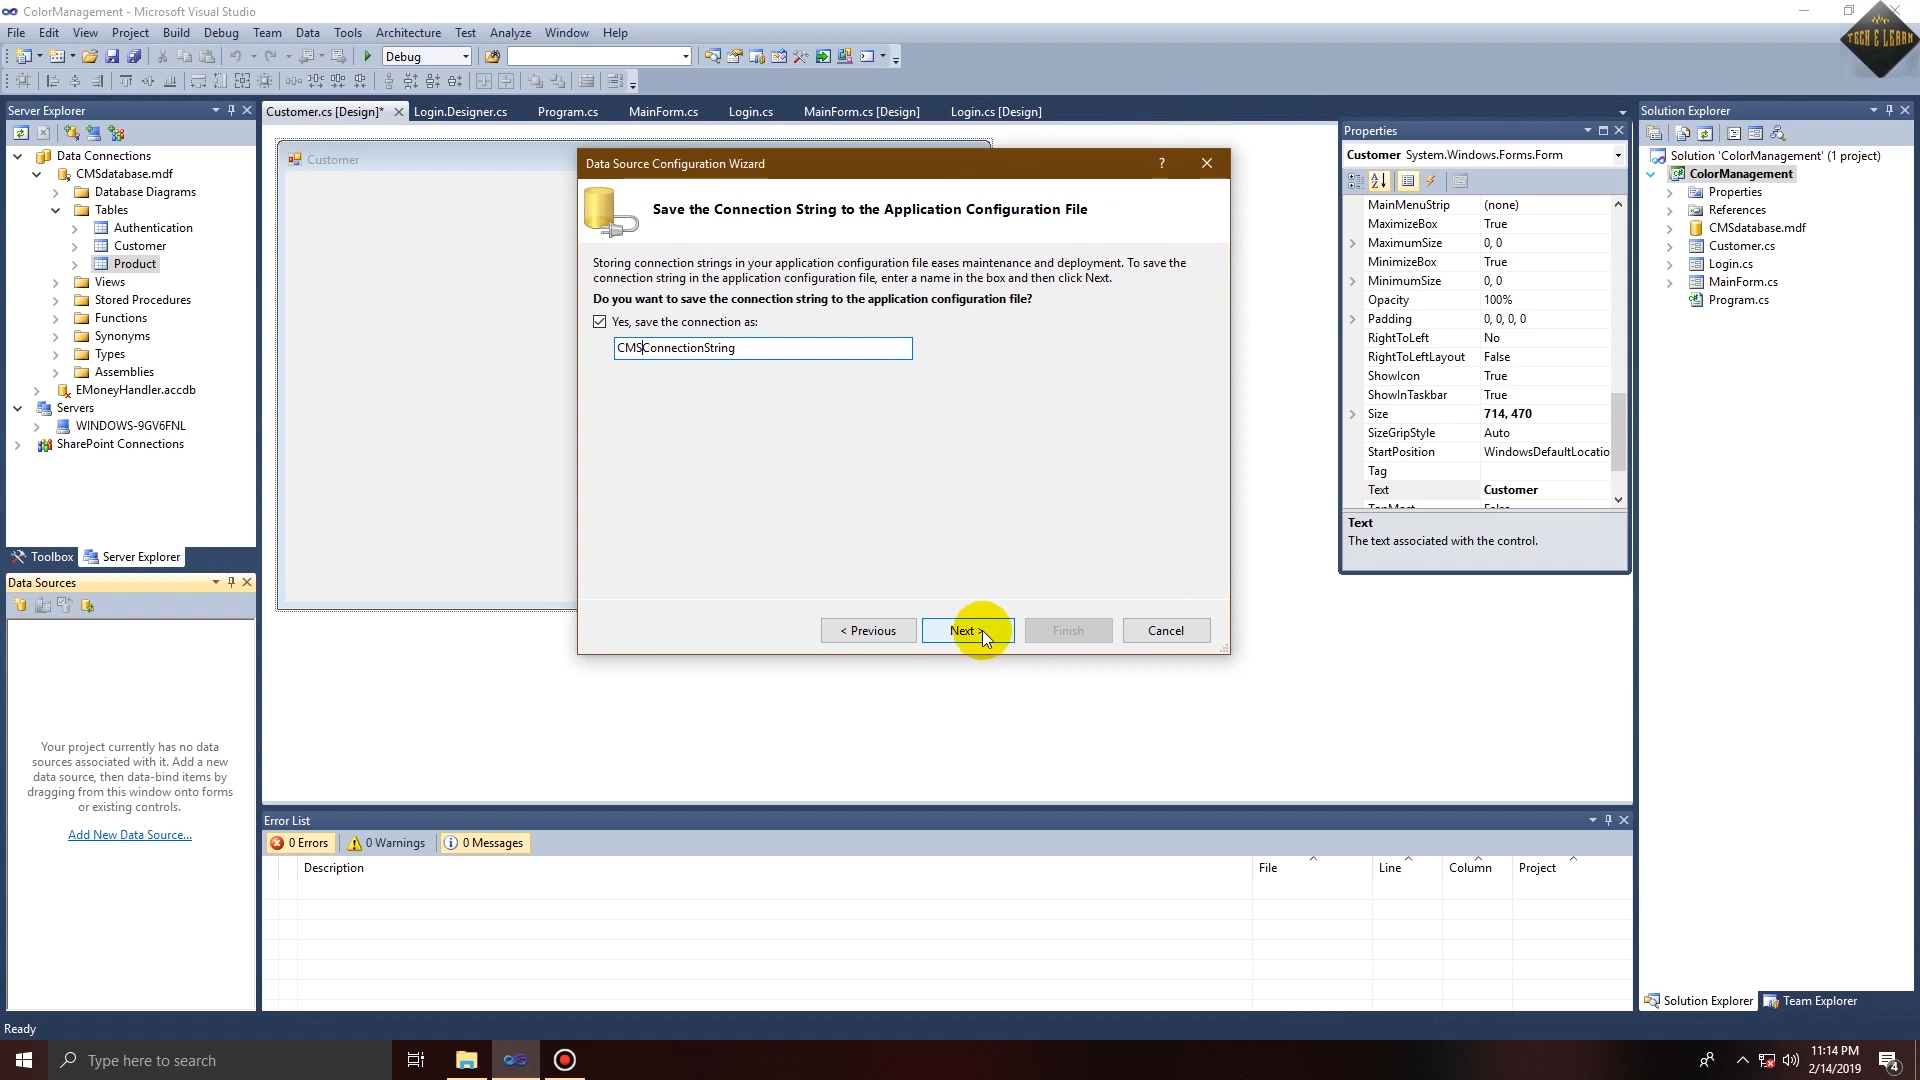 ColorManagement - Microsoft Visual Studio
TECH E LEARN
File Edit View Project Build Debug Team Data Tools Architecture Test Analyze Window Help
Debug
Server Explorer
Data Connections
CMSdatabase.mdf
Database Diagrams
Tables
Authentication
Customer
Product
Views
Stored Procedures
Functions
Synonyms
Types
Assemblies
EMoneyHandler.accdb
Servers
WINDOWS-9GV6FNL
SharePoint Connections
Toolbox Server Explorer
Data Sources
Your project currently has no data
sources associated with it. Add a new
data source, then data-bind items by
dragging from this window onto forms
or existing controls.
Add New Data Source...
Customer.cs [Design]* Login.Designer.cs Program.cs MainForm.cs Login.cs MainForm.cs [Design] Login.cs [Design]
Customer
Data Source Configuration Wizard
?
Save the Connection String to the Application Configuration File
Storing connection strings in your application configuration file eases maintenance and deployment. To save the
connection string in the application configuration file, enter a name in the box and then click Next.
Do you want to save the connection string to the application configuration file?
Yes, save the connection as:
CMSConnectionString
< Previous Next > Finish Cancel
Properties
Customer System.Windows.Forms.Form
MainMenuStrip (none)
MaximizeBox True
MaximumSize 0, 0
MinimizeBox True
MinimumSize 0, 0
Opacity 100%
Padding 0, 0, 0, 0
RightToLeft No
RightToLeftLayout False
ShowIcon True
ShowInTaskbar True
Size 714, 470
SizeGripStyle Auto
StartPosition WindowsDefaultLocatio
Tag
Text Customer
TopMost False
Text
The text associated with the control.
Error List
0 Errors 0 Warnings 0 Messages
Description File Line Column Project
Solution Explorer
Solution 'ColorManagement' (1 project)
ColorManagement
Properties
References
CMSdatabase.mdf
Customer.cs
Login.cs
MainForm.cs
Program.cs
Solution Explorer Team Explorer
Ready
Type here to search
11:14 PM
2/14/2019
4